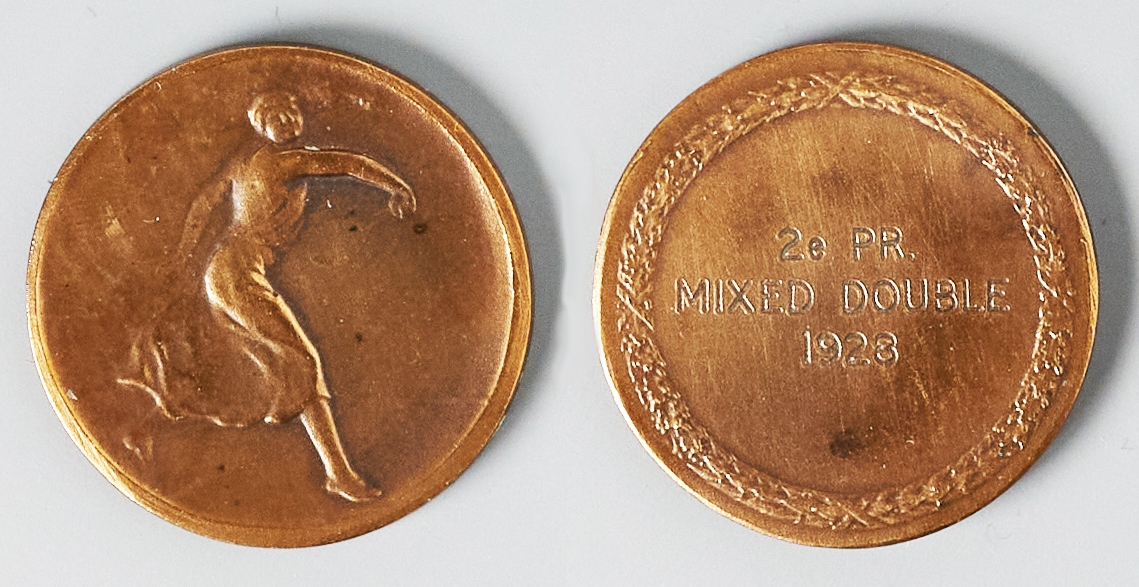 2e PR.
MIXED DOUBLE
1928